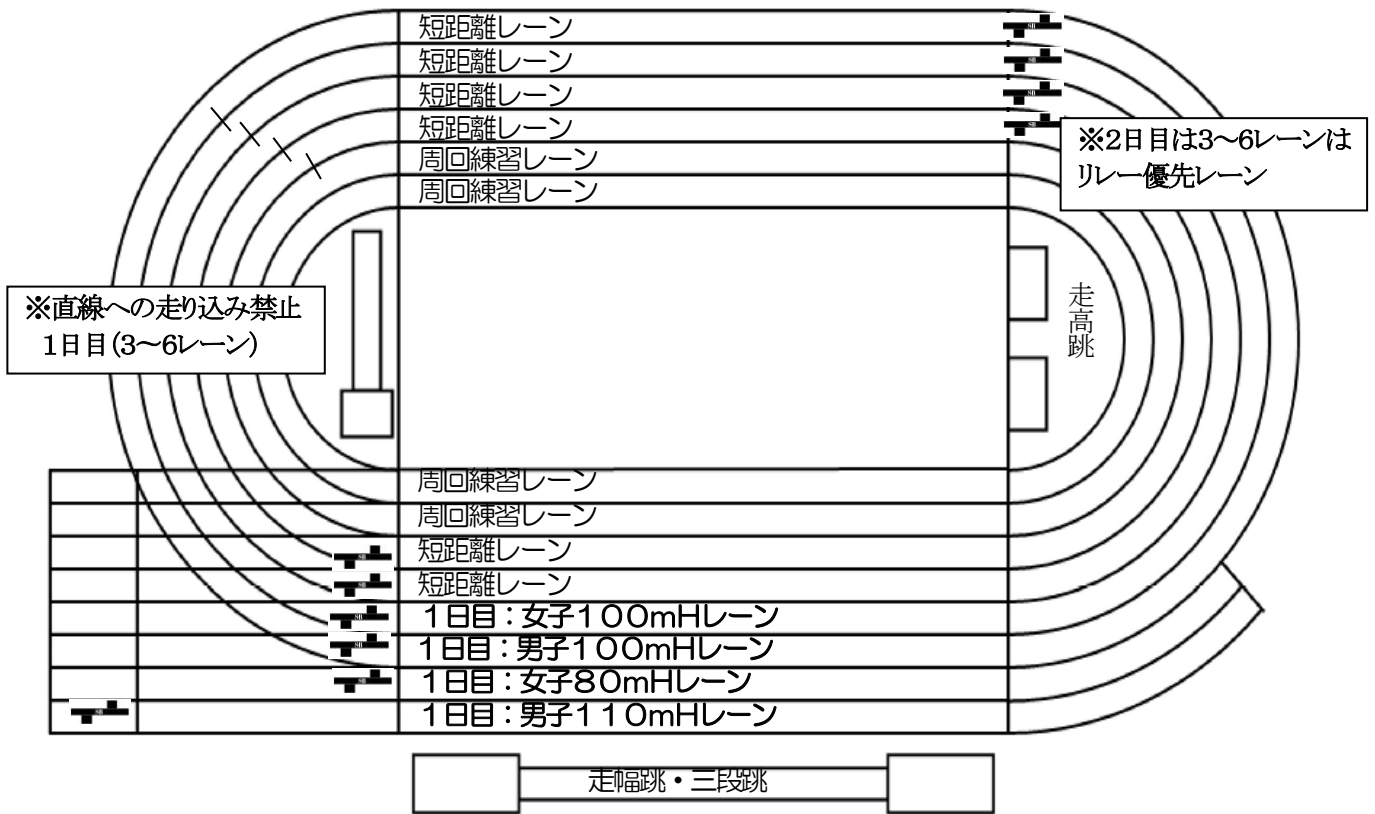 短距離レーン
短距離レーン
短距離レーン
短距離レーン
周回練習レーン
周回練習レーン
※2日目は3~6レーンは
リレー優先レーン
※直線への走り込み禁止
1日目(3~6レーン)
走高跳
周回練習レーン
周回練習レーン
短距離レーン
短距離レーン
1日目:女子100mHレーン
1日目:男子100mHレーン
1日目:女子80mHレーン
1日目:男子110mHレーン
走幅跳・三段跳